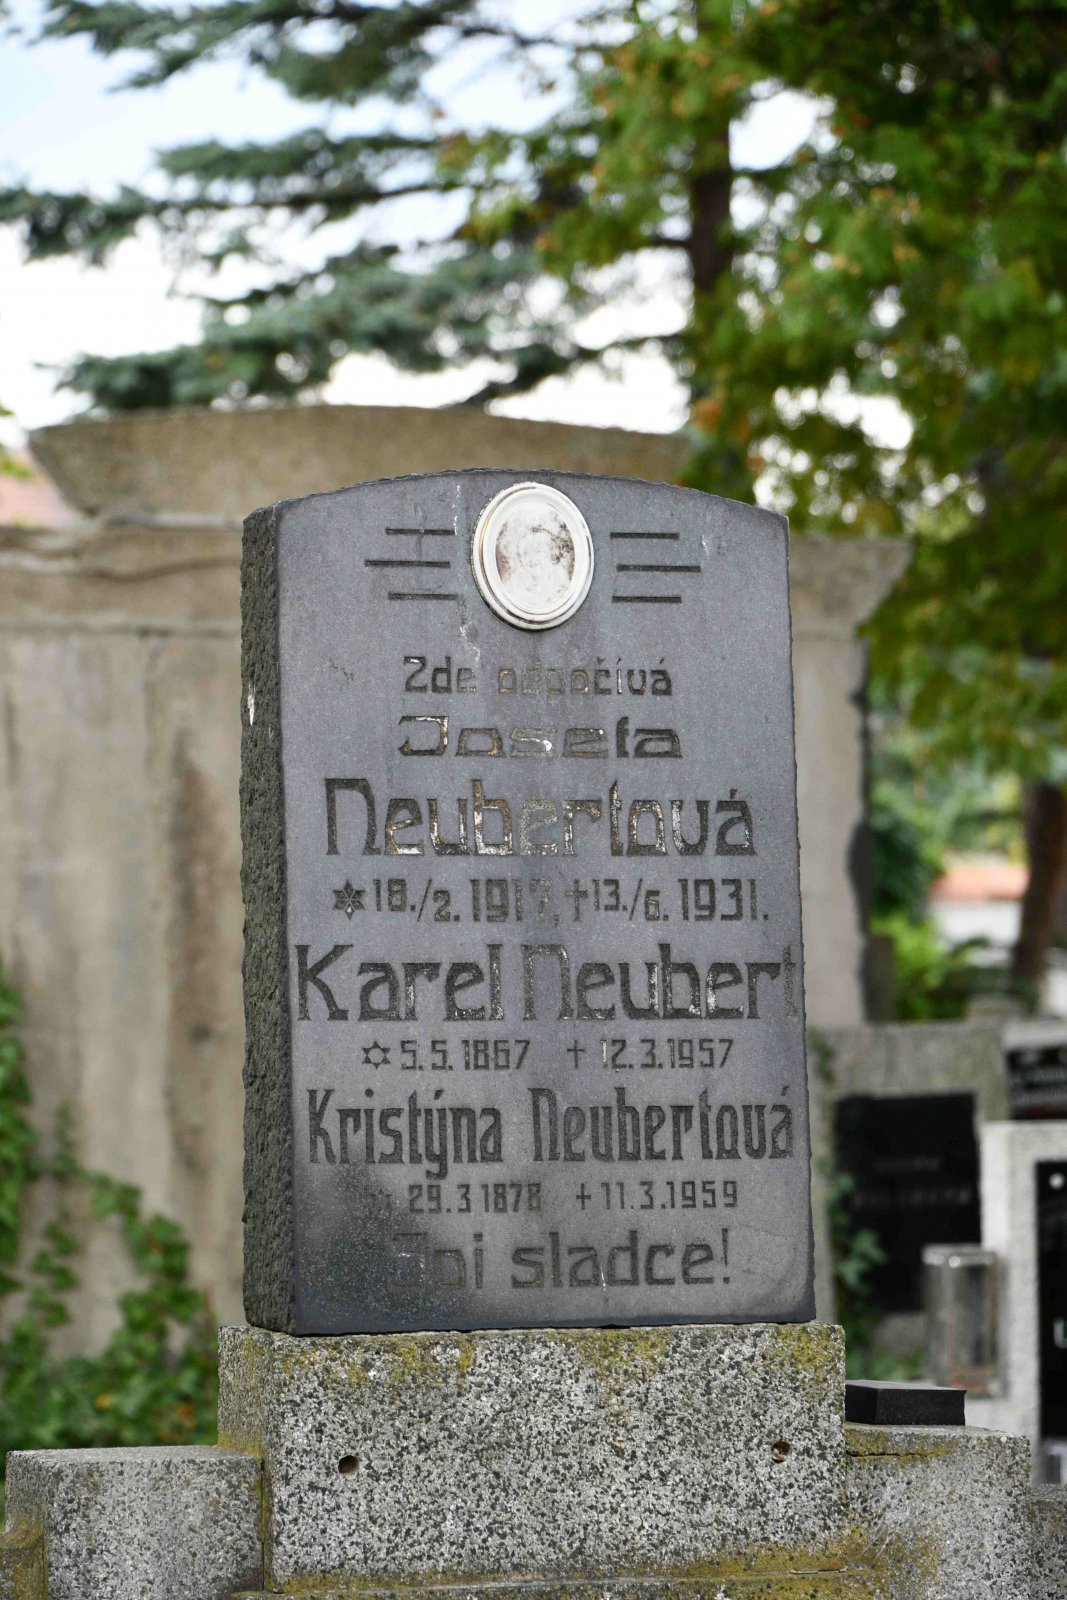 Zde odpočívá
Josefa
Neubertová
18./2. 1917, †13./6. 1931.
Karel Neubert
✡5.5.1867 † 12.3.1957
Kristýna Neubertová
29.3 1878 †11.3.1959
Spi sladce!